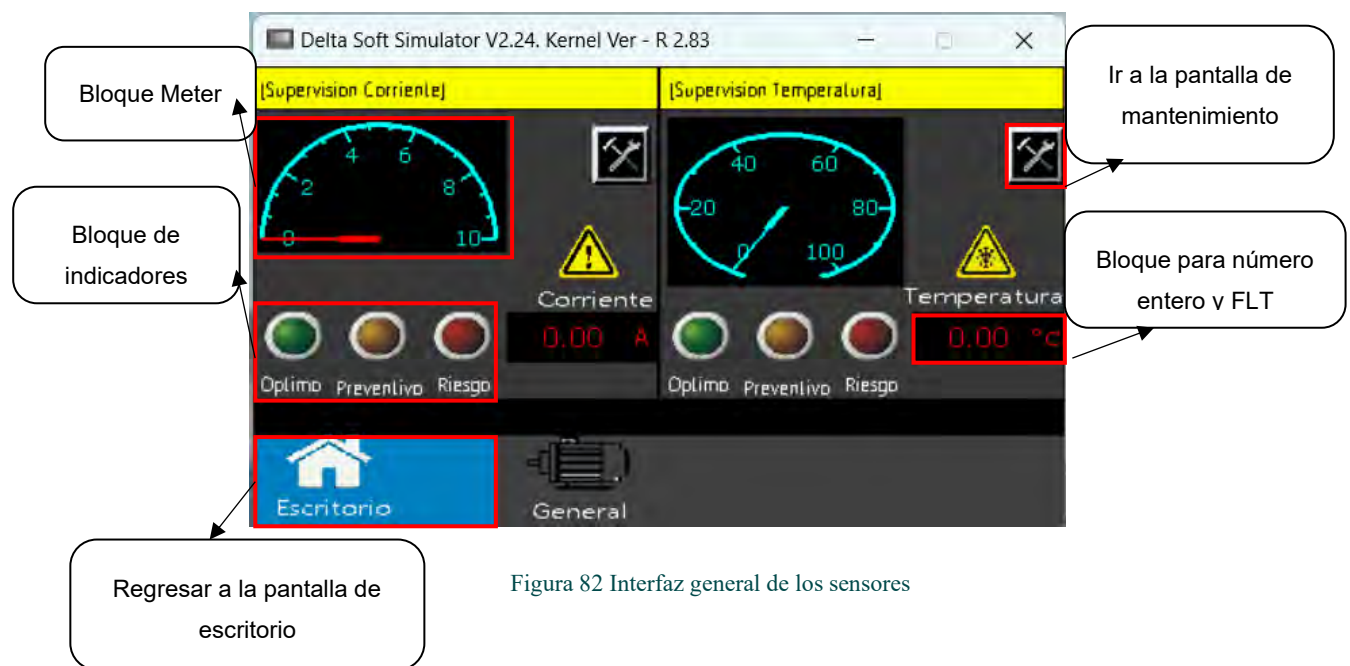 Delta Soft Simulator V2.24. Kernel Ver - R 2.83
Bloque Meter
Ir a la pantalla de
mantenimiento
[Supervision Corriente]
[Supervision Temperatura]
4 6
2 8
0 10
40 60
20 80
0 100
Bloque de
indicadores
Bloque para número
entero y FLT
Corriente
Temperatura
0.00 A
0.00 °c
Optimo Preventivo Riesgo
Optimo Preventivo Riesgo
Escritorio
General
Regresar a la pantalla de
escritorio
Figura 82 Interfaz general de los sensores